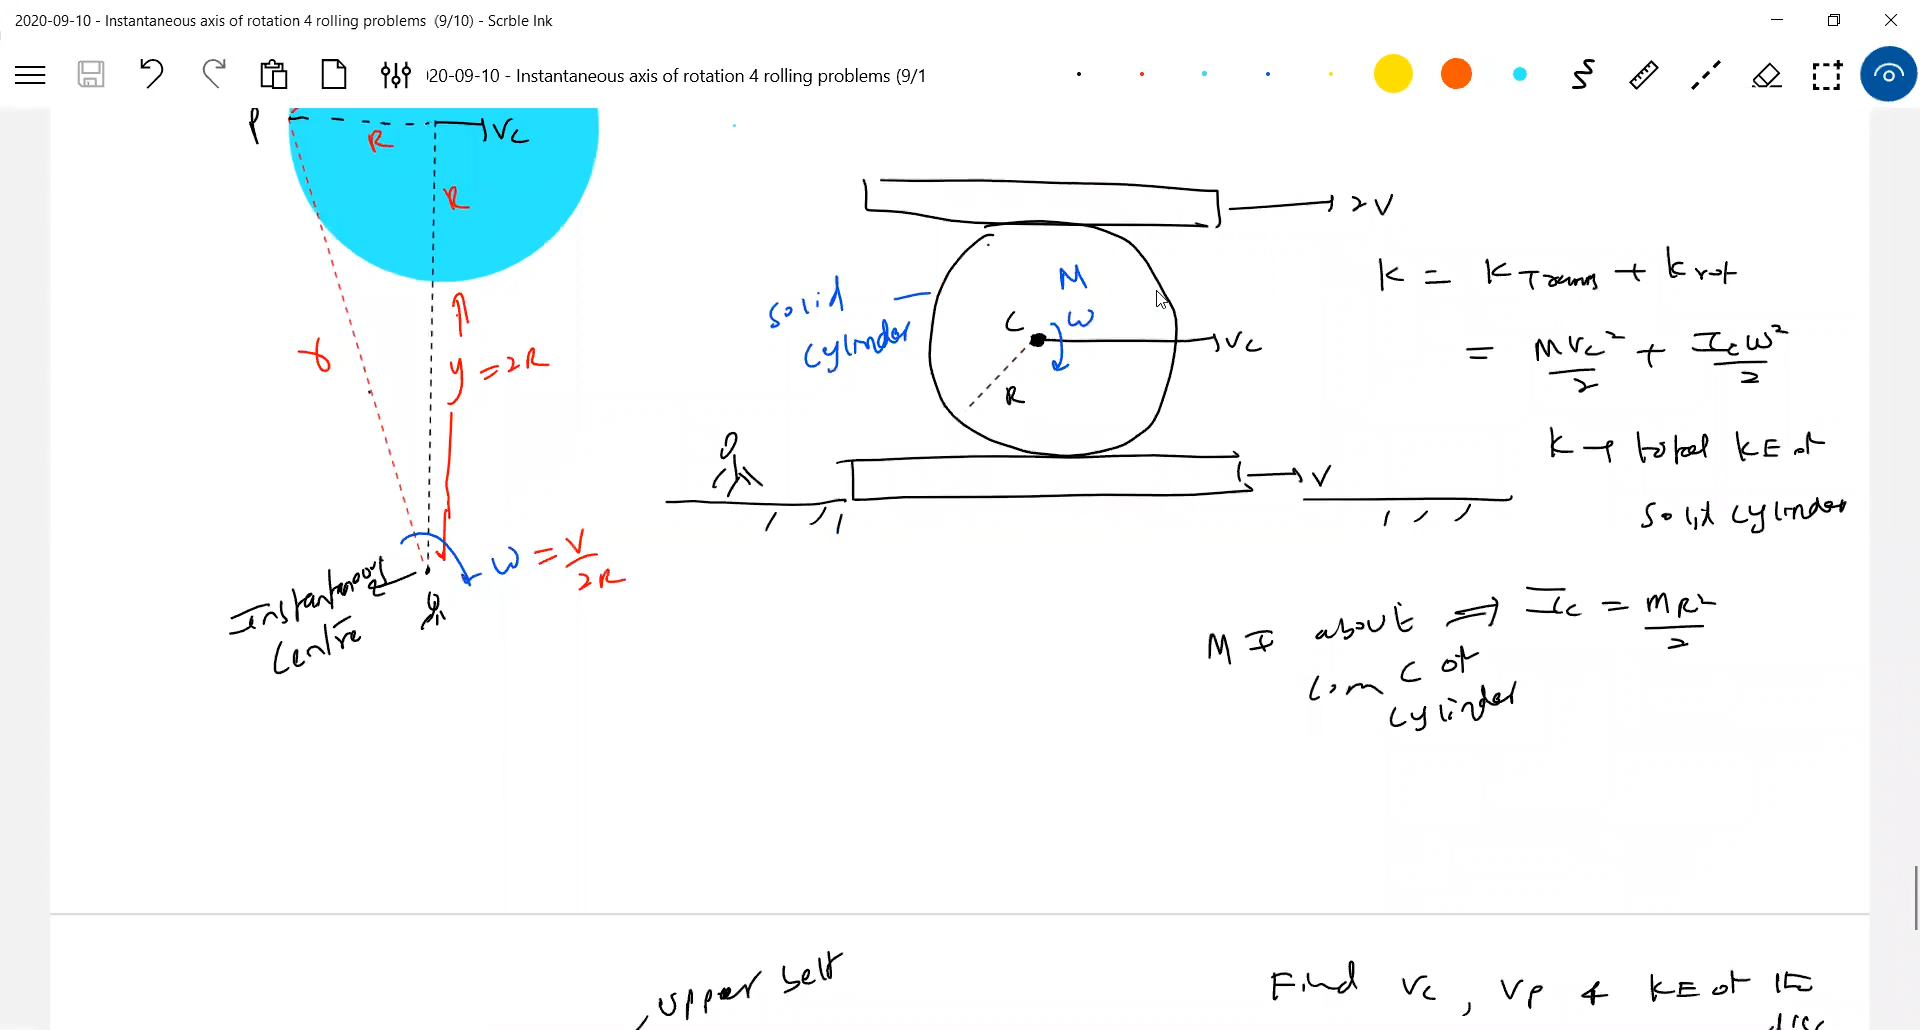 2020-09-10 - Instantaneous axis of rotation 4 rolling problems (9/10) - Scrble Ink
20-09-10 - Instantaneous axis of rotation 4 rolling problems (9/1
P
R
VC
R
y = 2R
ω = V/2R
Instantaneous
Centre
2V
Solid
cylinder
M
ω
C
VC
R
V
K = KTrans + Krot
= MVC²/2 + ICω²/2
K → total KE of
Solid cylinder
MI about ⇒ IC = MR²/2
com C of
cylinder
upper belt
Find VC, VP & KE of the
disc